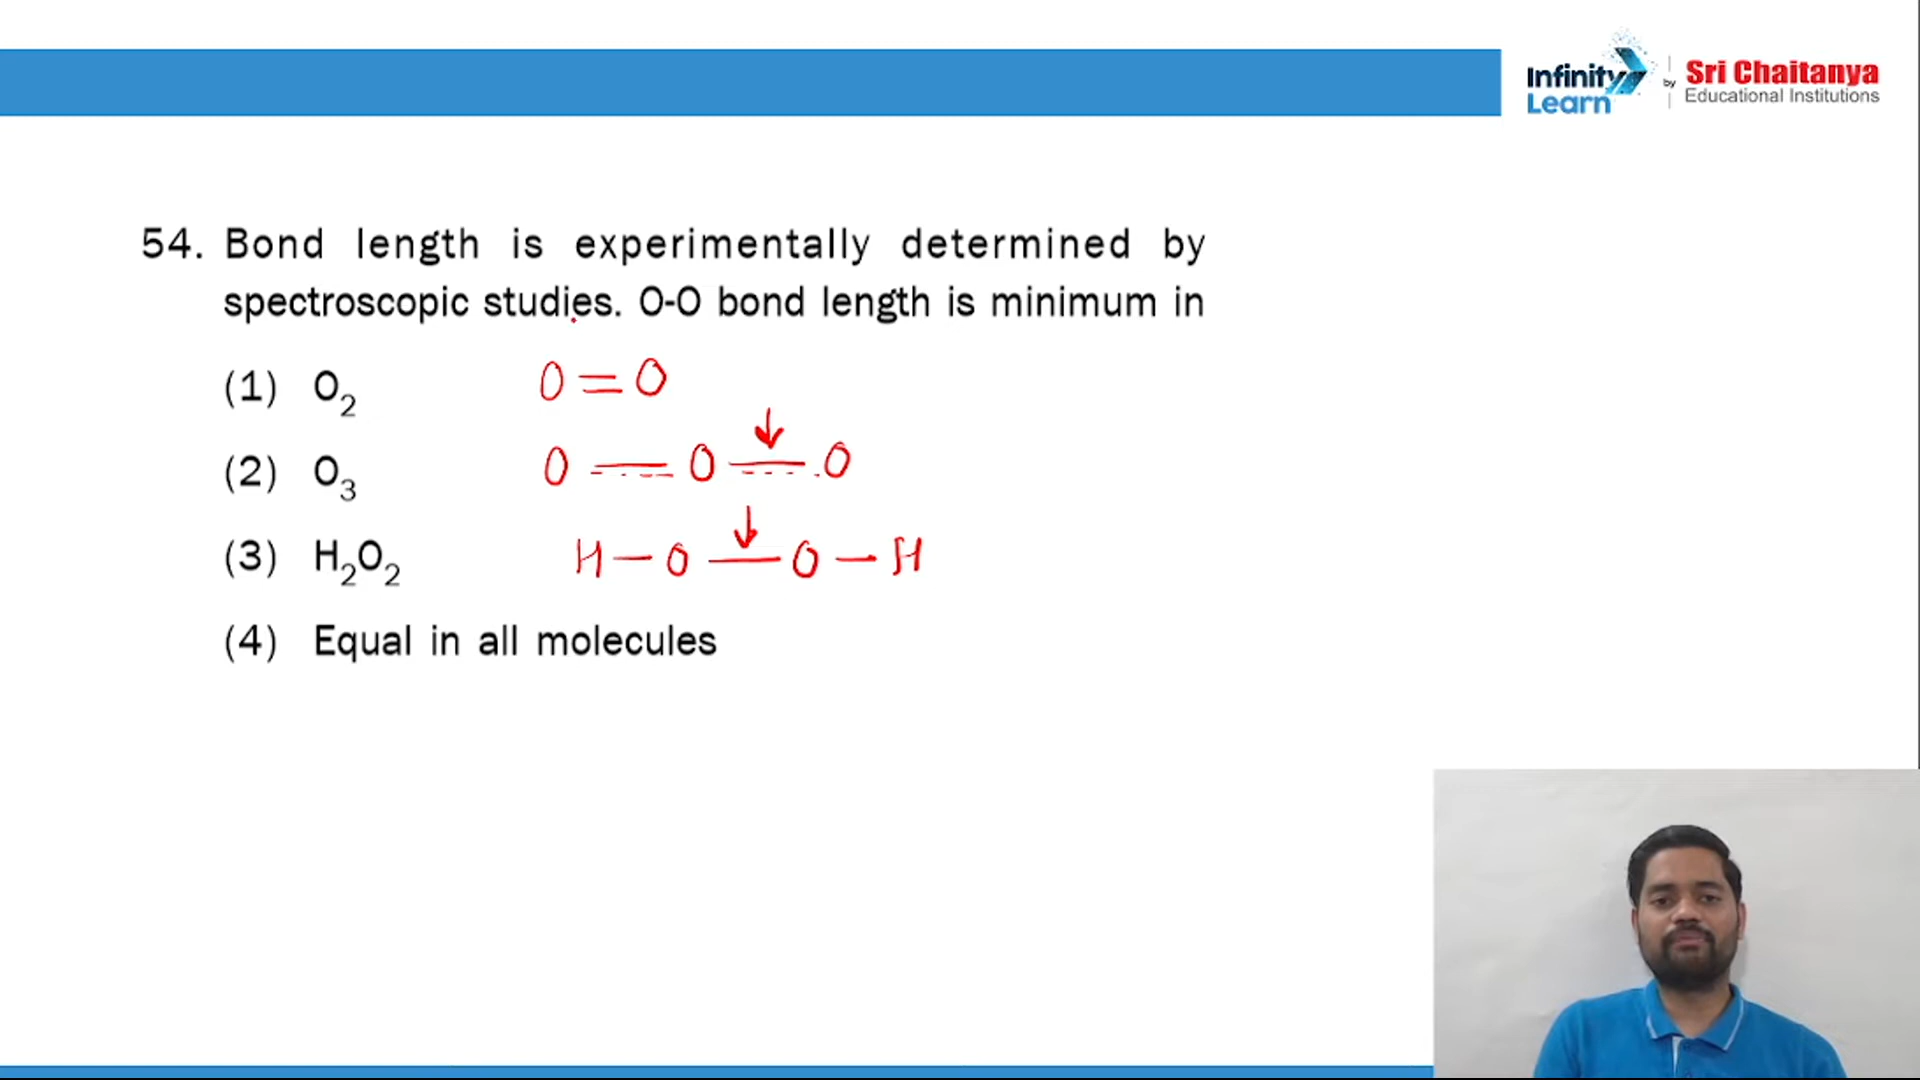 Infinity Learn by Sri Chaitanya Educational Institutions
54. Bond length is experimentally determined by
spectroscopic studies. O-O bond length is minimum in
(1) O₂ O=O
(2) O₃ O—O—O
(3) H₂O₂ H—O—O—H
(4) Equal in all molecules